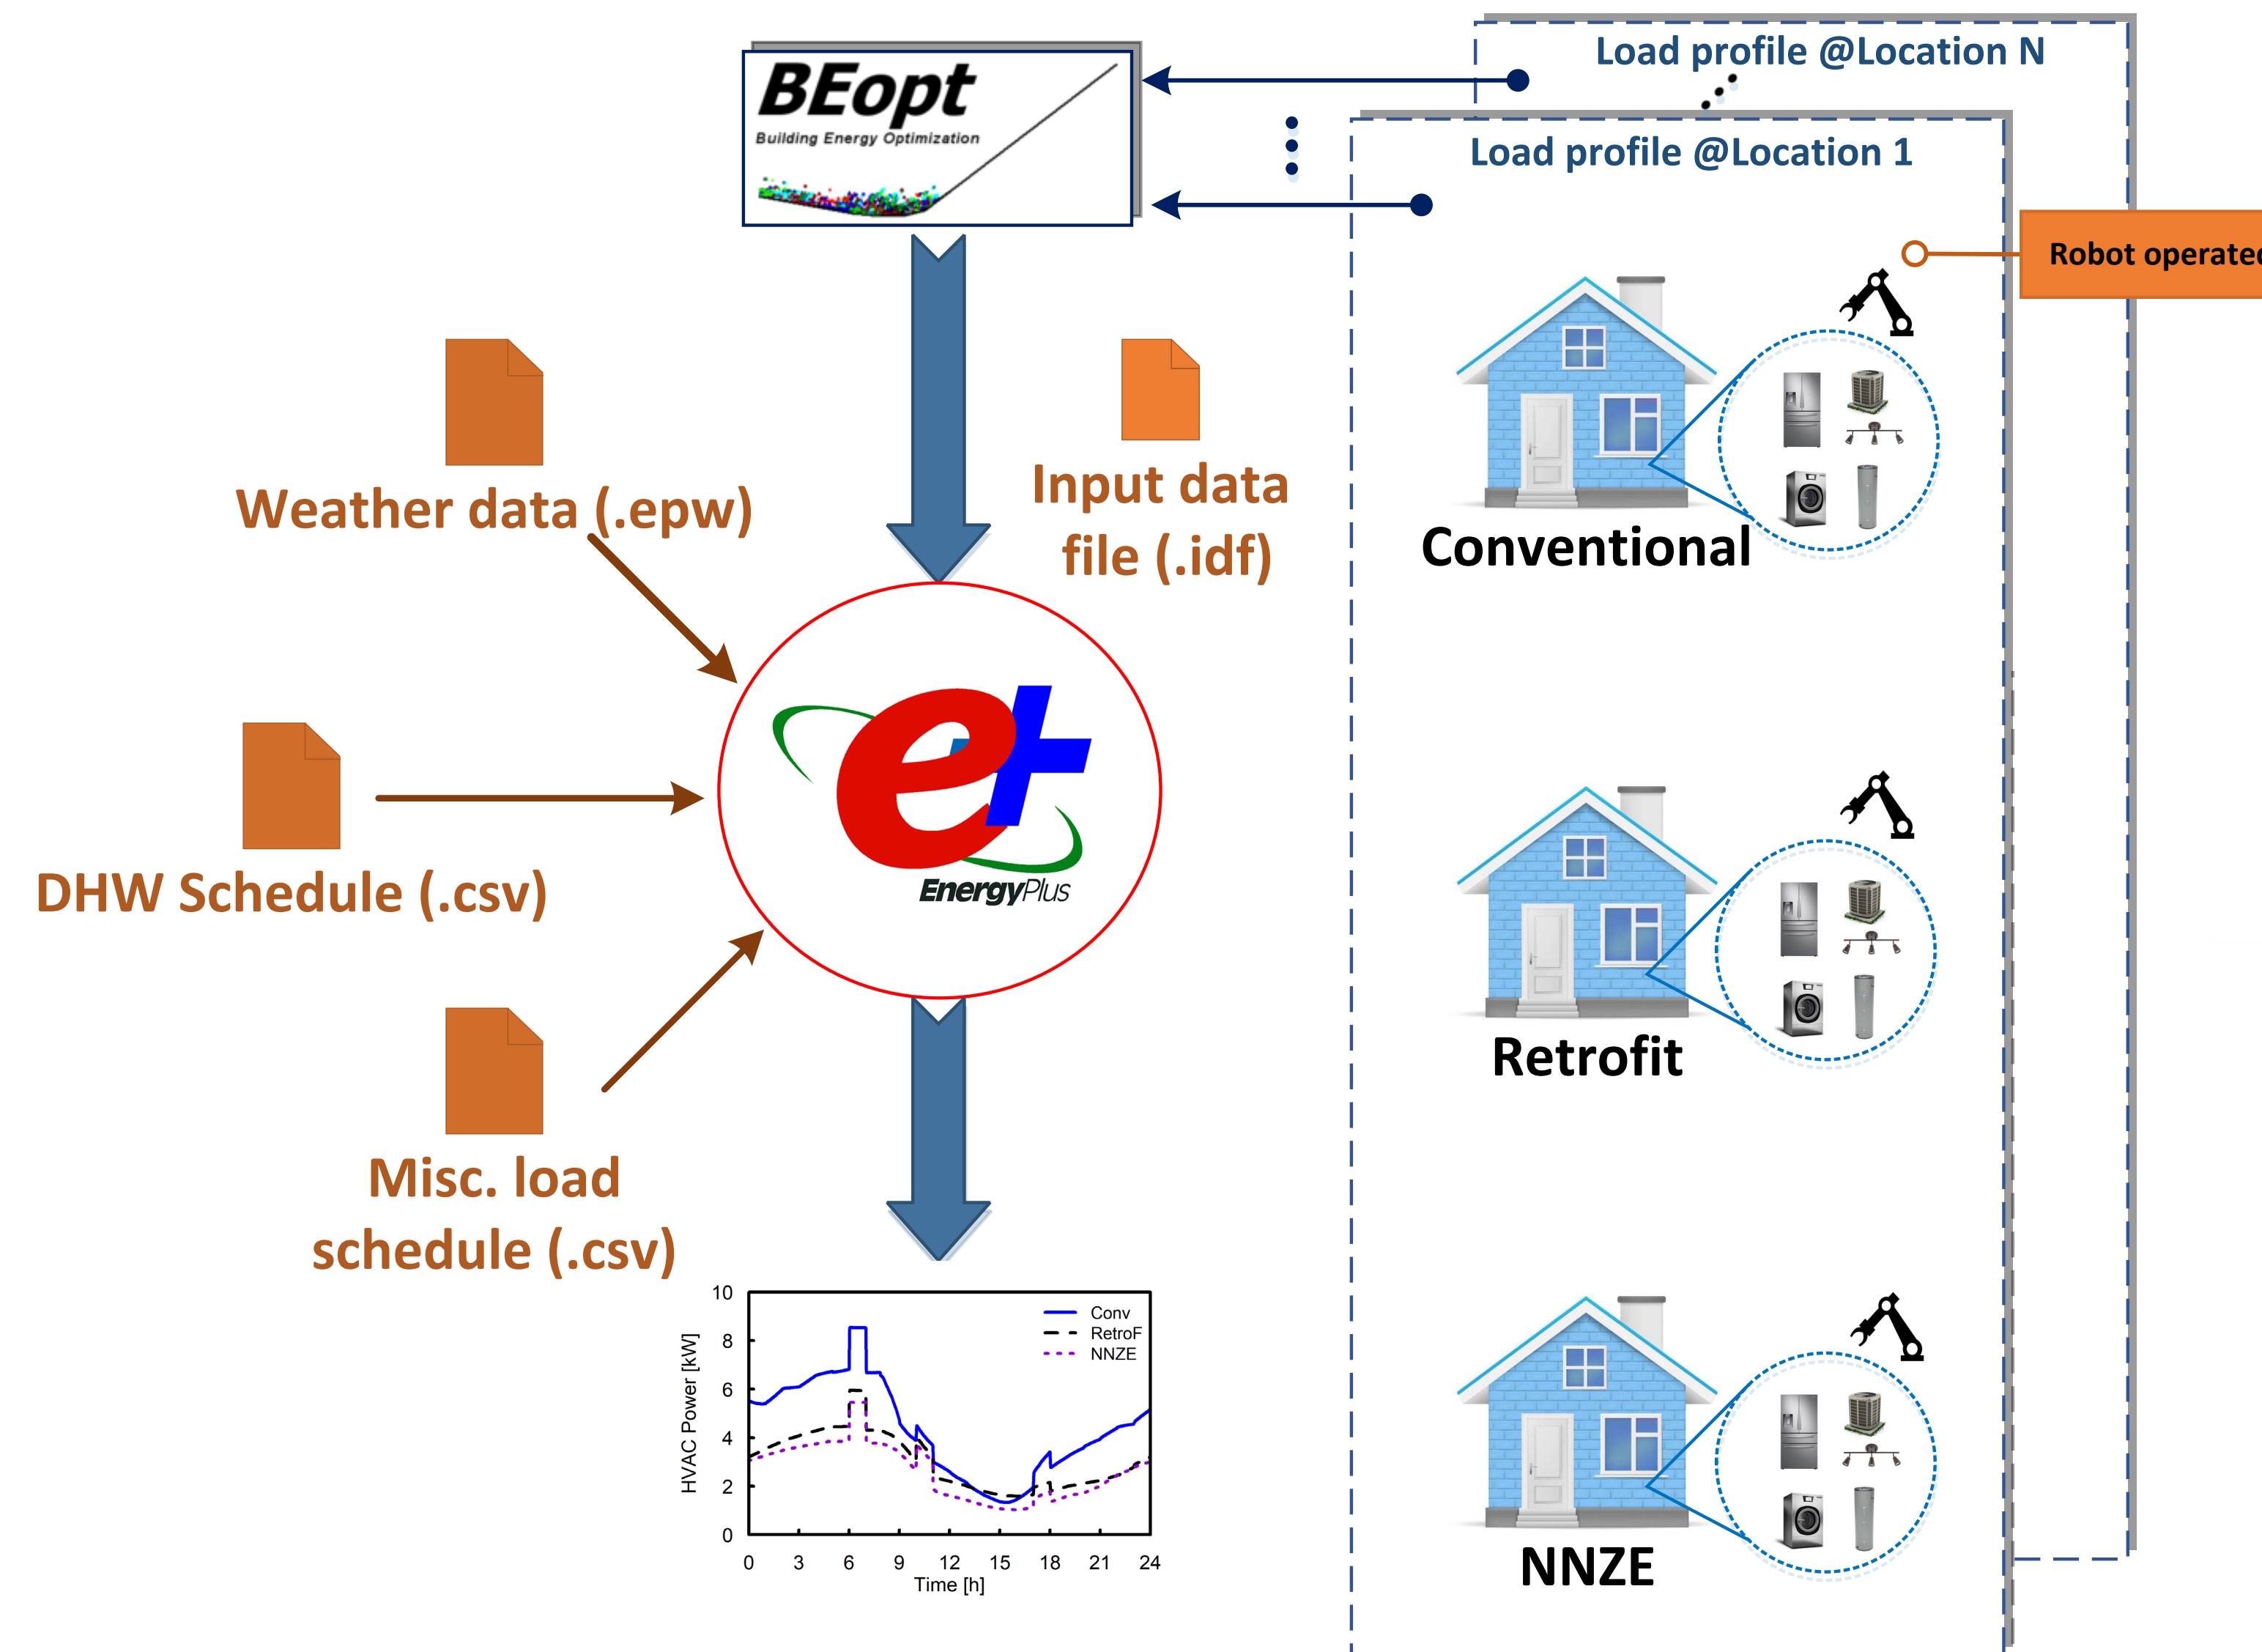 BEopt
Building Energy Optimization
Load profile @Location N
Load profile @Location 1
Robot operated
Weather data (.epw)
Input data
file (.idf)
Conventional
EnergyPlus
DHW Schedule (.csv)
Retrofit
Misc. load
schedule (.csv)
NNZE
HVAC Power [kW]
10
8
6
4
2
0
Conv
RetroF
NNZE
0 3 6 9 12 15 18 21 24
Time [h]